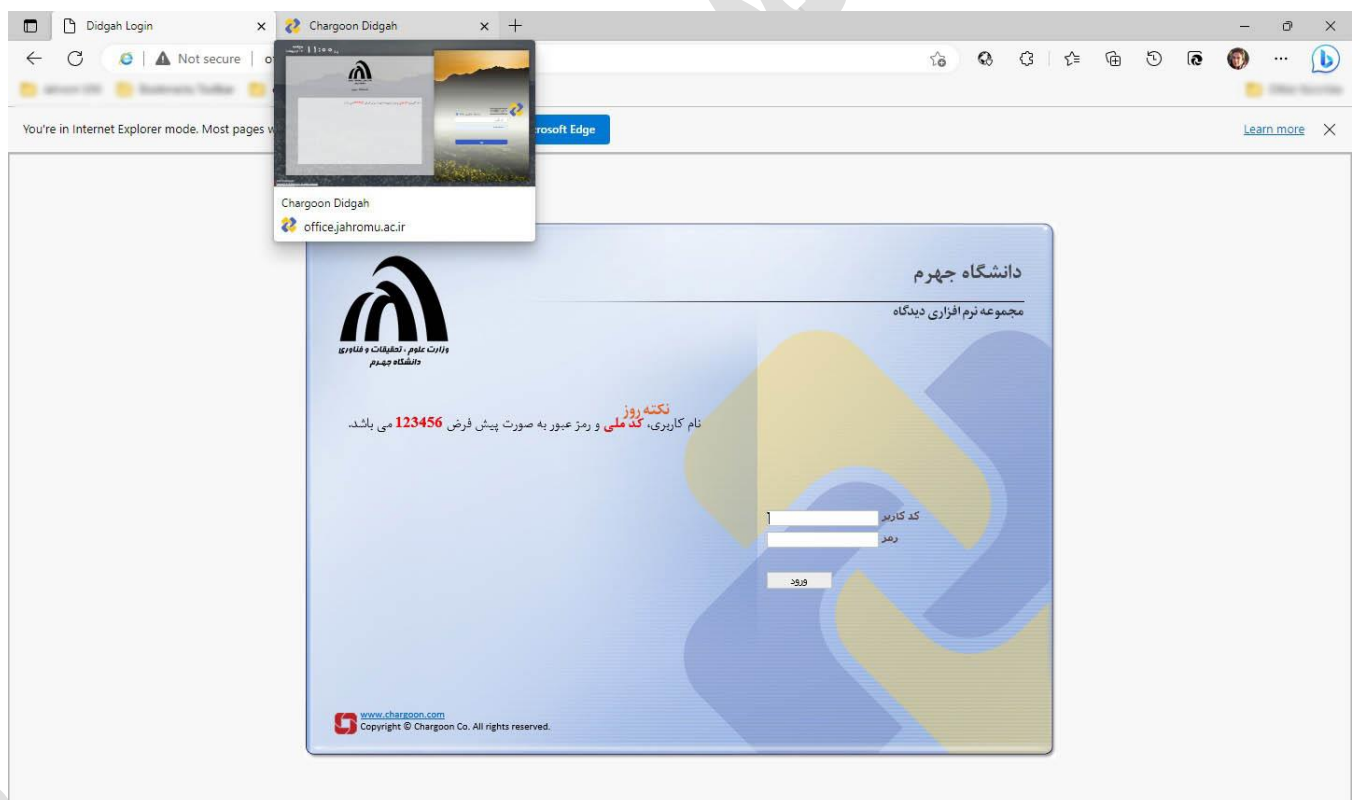 Didgah Login
Chargoon Didgah
Not secure
You're in Internet Explorer mode. Most pages w
rosoft Edge
Learn more
۱۱:۰۰
Chargoon Didgah
office.jahromu.ac.ir
دانشگاه جهرم
مجموعه نرم افزاری دیدگاه
وزارت علوم ، تحقیقات و فناوری
دانشگاه جهرم
نکته روز
نام کاربری، کد ملی و رمز عبور به صورت پیش فرض 123456 می باشد.
کد کاربر
رمز
ورود
www.chargoon.com
Copyright © Chargoon Co. All rights reserved.